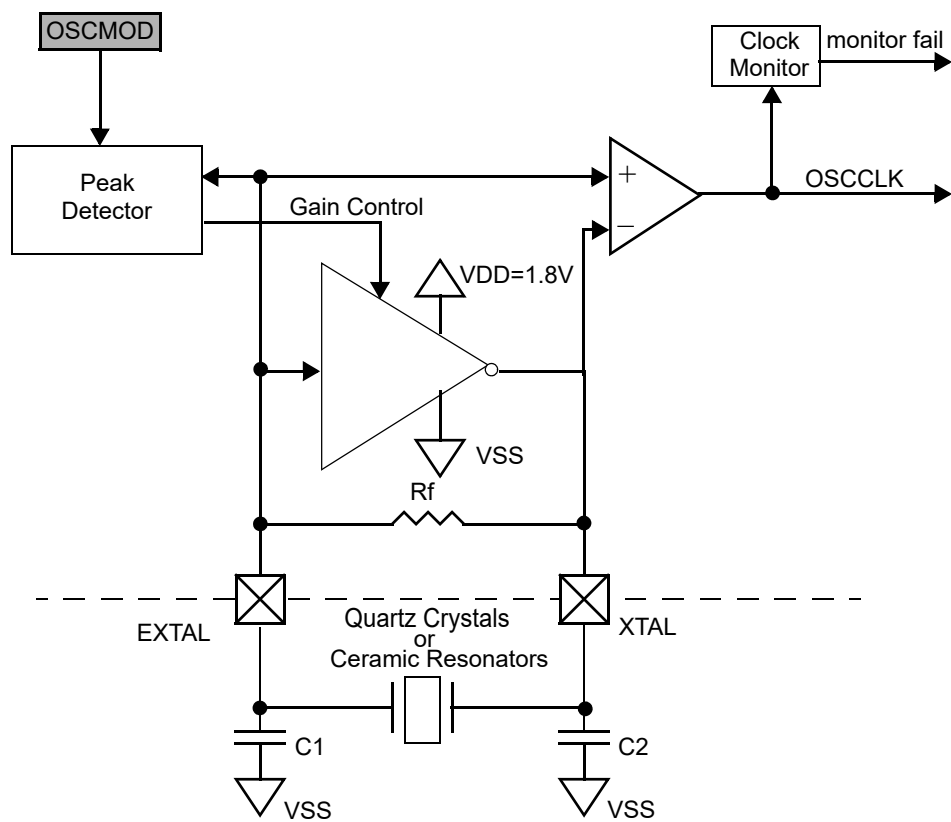 OSCMOD
Clock
Monitor
monitor fail
Peak
Detector
+
OSCCLK
Gain Control
−
VDD=1.8V
VSS
Rf
EXTAL
Quartz Crystals
or
Ceramic Resonators
XTAL
C1
C2
VSS
VSS